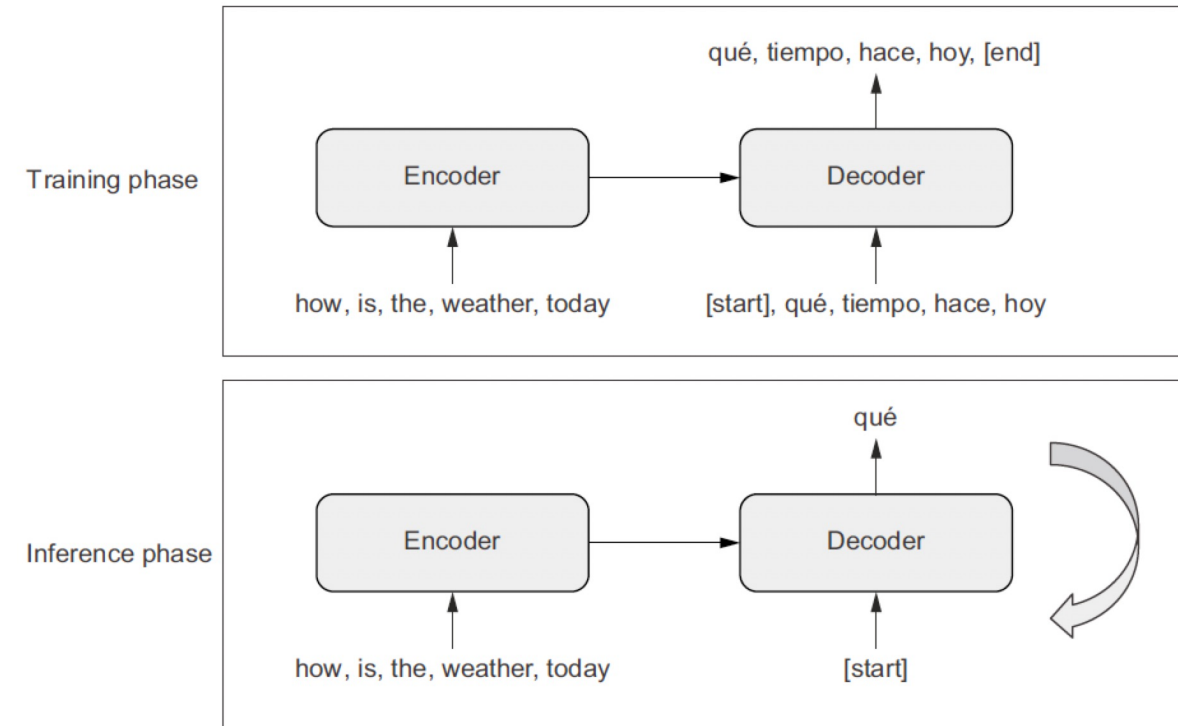 qué, tiempo, hace, hoy, [end]
Training phase
Encoder
Decoder
how, is, the, weather, today
[start], qué, tiempo, hace, hoy
qué
Inference phase
Encoder
Decoder
how, is, the, weather, today
[start]